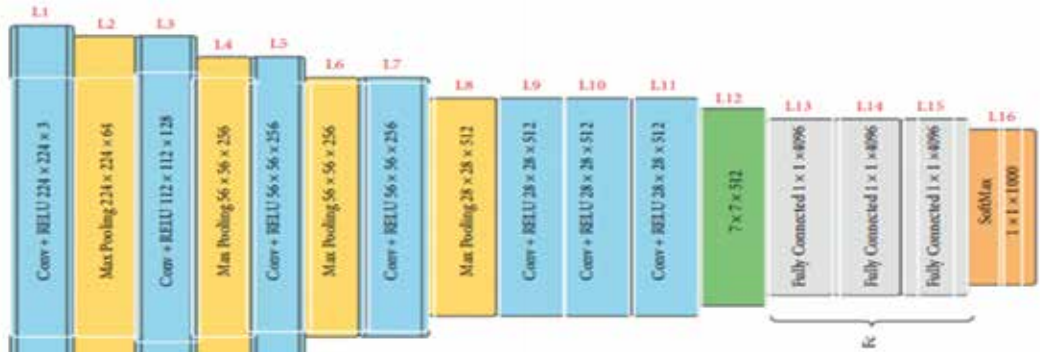 L1
L2
L3
L4
L5
L6
L7
L8
L9
L10
L11
L12
L13
L14
L15
L16
Conv + RELU 224 × 224 × 3
Max Pooling 224 × 224 × 64
Conv + RELU 112 × 112 × 128
Max Pooling 56 × 56 × 256
Conv + RELU 56 × 56 × 256
Max Pooling 56 × 56 × 256
Conv + RELU 56 × 56 × 256
Max Pooling 28 × 28 × 512
Conv + RELU 28 × 28 × 512
Conv + RELU 28 × 28 × 512
Conv + RELU 28 × 28 × 512
7 × 7 × 512
Fully Connected 1 × 1 ×4096
Fully Connected 1 × 1 ×4096
Fully Connected 1 × 1 ×4096
SoftMax
1 × 1 × 1000
Fc